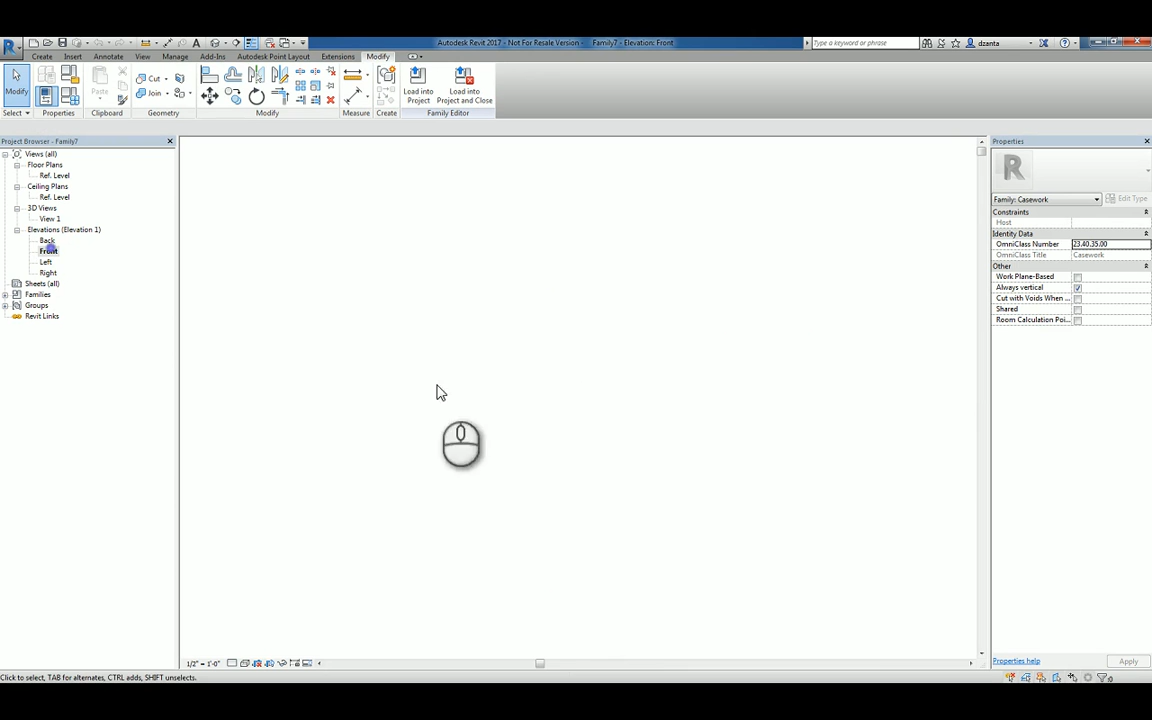 Autodesk Revit 2017 - Not For Resale Version - Family7 - Elevation: Front
Type a keyword or phrase
dzanta
Create Insert Annotate View Manage Add-Ins Autodesk Point Layout Extensions Modify
Modify
Paste
Cut
Join
Load into Project
Load into Project and Close
Select Properties Clipboard Geometry Modify Measure Create Family Editor
Project Browser - Family7
Views (all)
Floor Plans
Ref. Level
Ceiling Plans
Ref. Level
3D Views
View 1
Elevations (Elevation 1)
Back
Front
Left
Right
Sheets (all)
Families
Groups
Revit Links
Properties
R
Family: Casework
Edit Type
Constraints
Host
Identity Data
OmniClass Number 23.40.35.00
OmniClass Title Casework
Other
Work Plane-Based
Always vertical
Cut with Voids When ...
Shared
Room Calculation Poi...
Properties help
Apply
1/2" = 1'-0"
Click to select, TAB for alternates, CTRL adds, SHIFT unselects.
:0